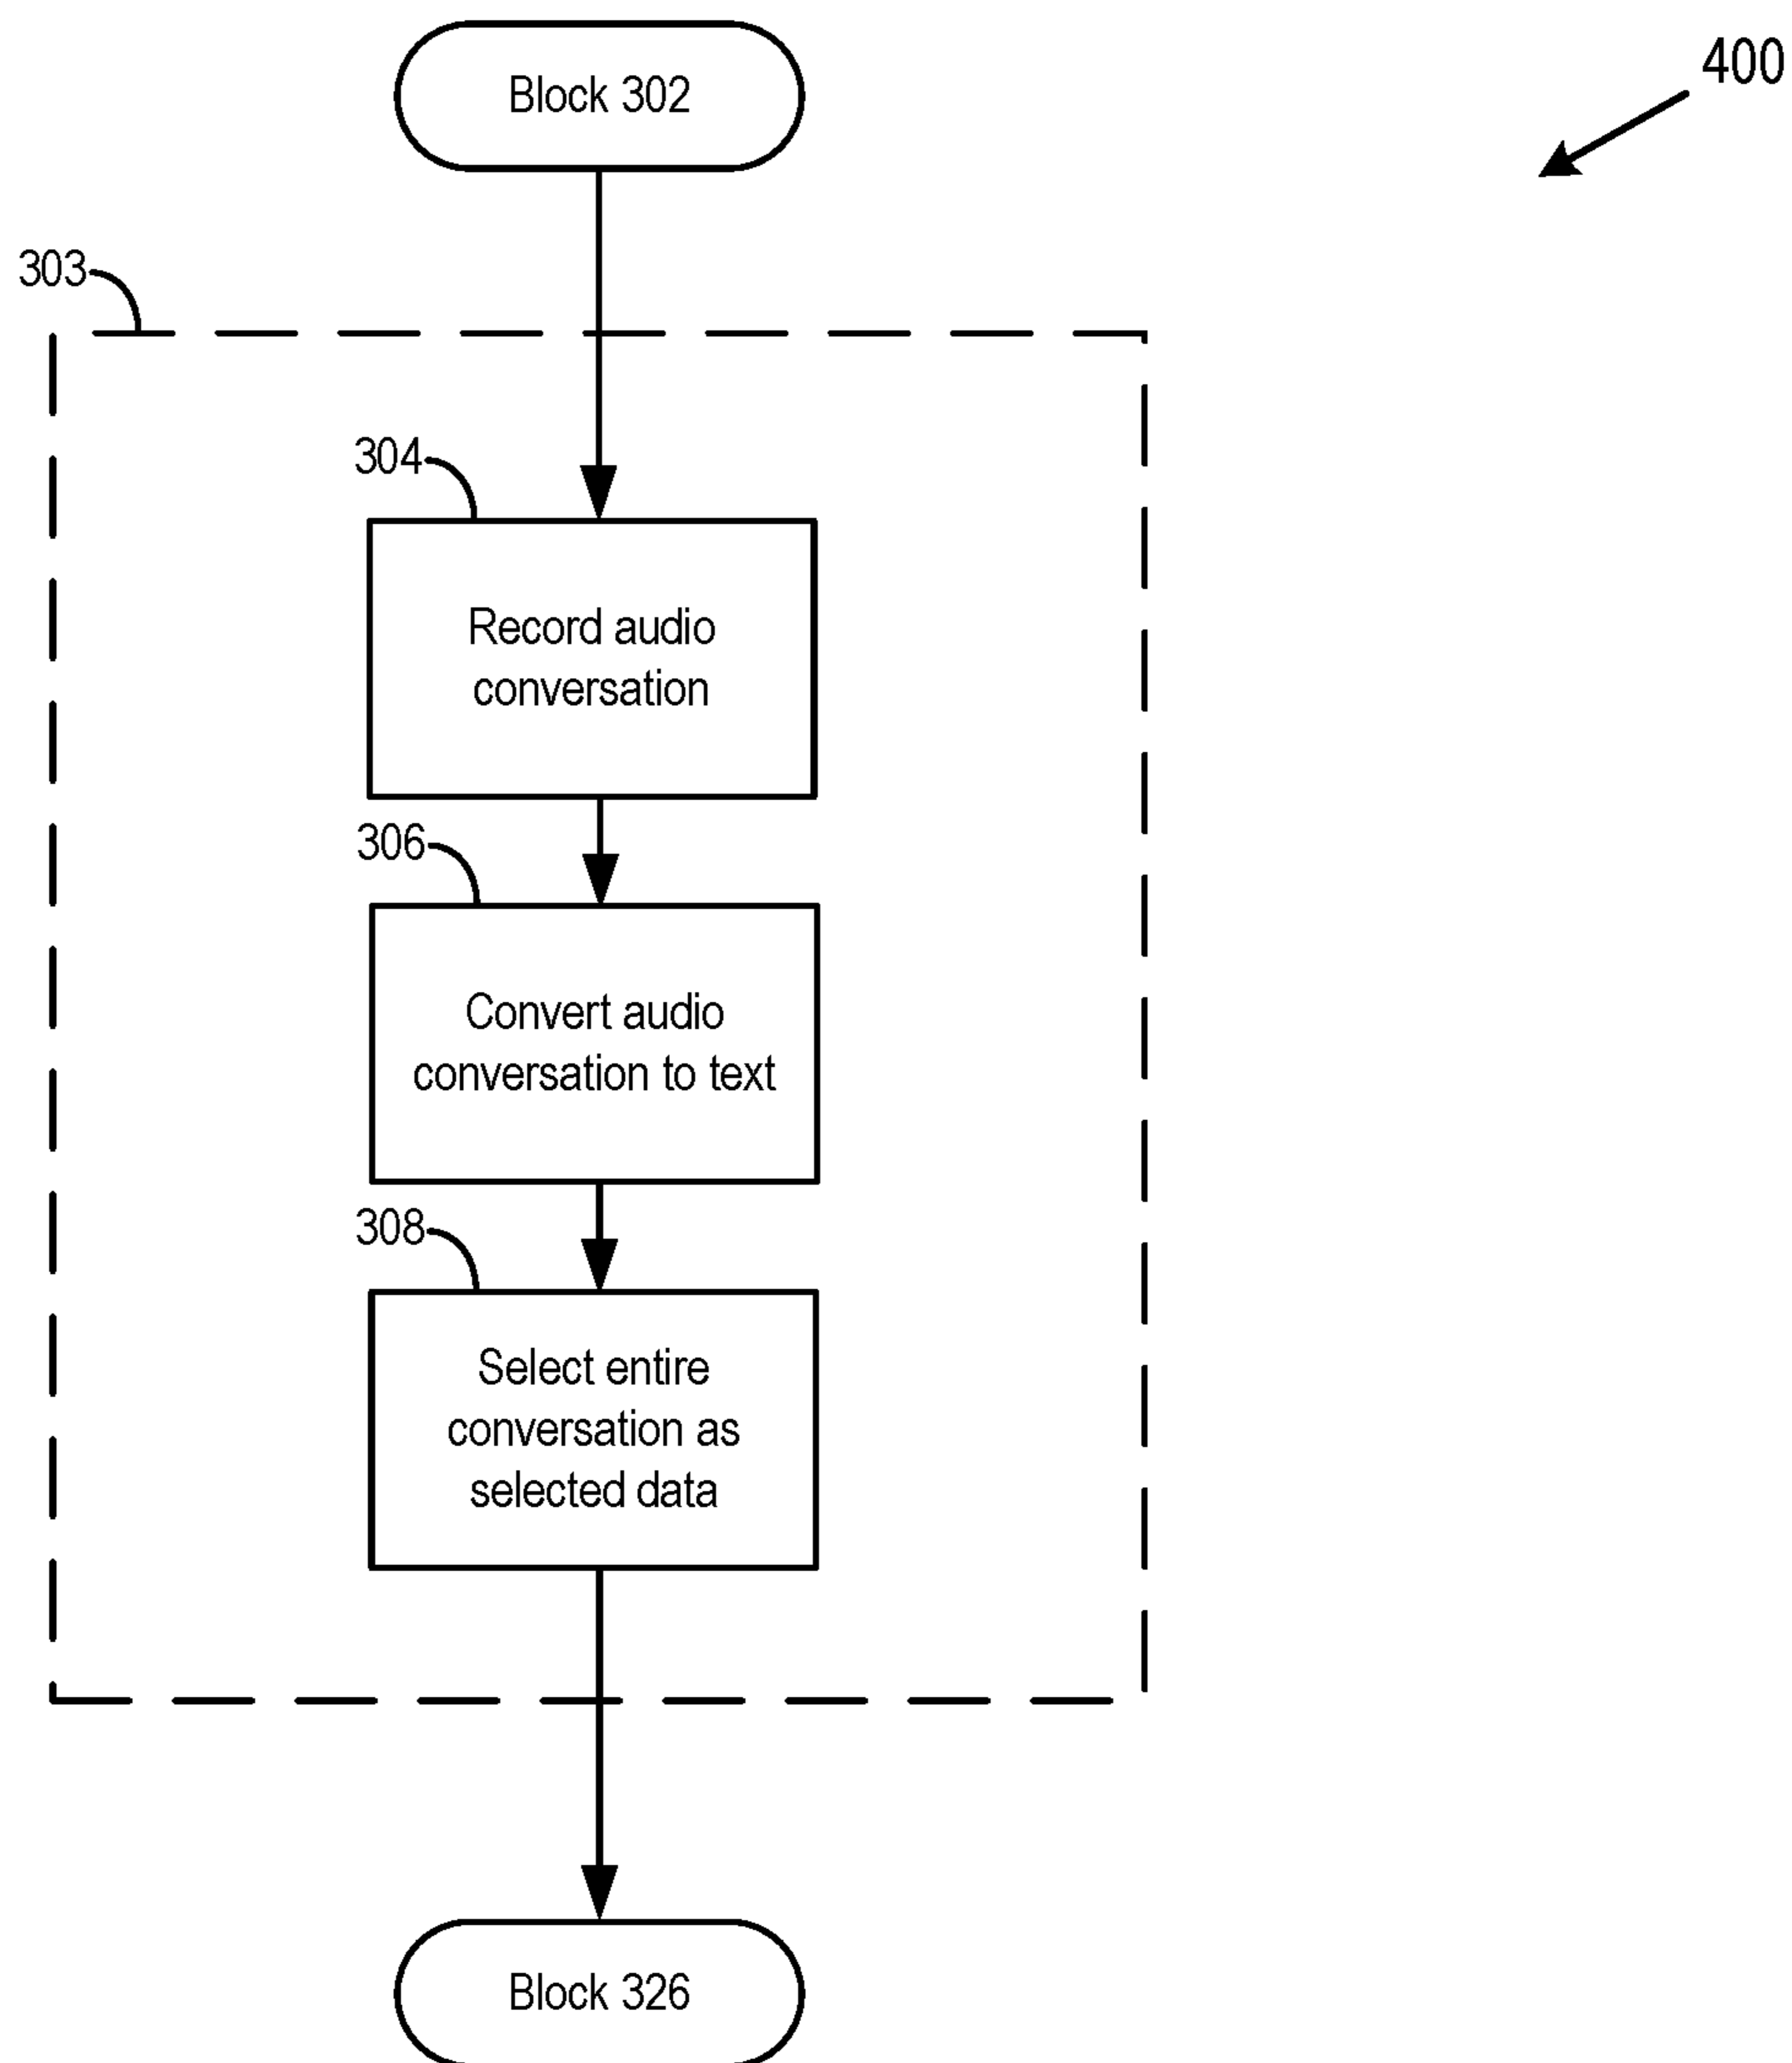 400
Block 302
303
304
Record audio
conversation
306
Convert audio
conversation to text
308
Select entire
conversation as
selected data
Block 326